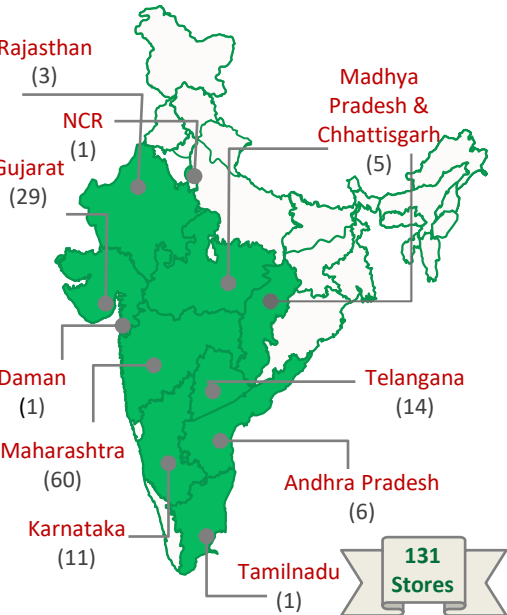 Rajasthan
(3)
NCR
(1)
Gujarat
(29)
Madhya
Pradesh &
Chhattisgarh
(5)
Daman
(1)
Maharashtra
(60)
Karnataka
(11)
Telangana
(14)
Andhra Pradesh
(6)
Tamilnadu
(1)
131
Stores